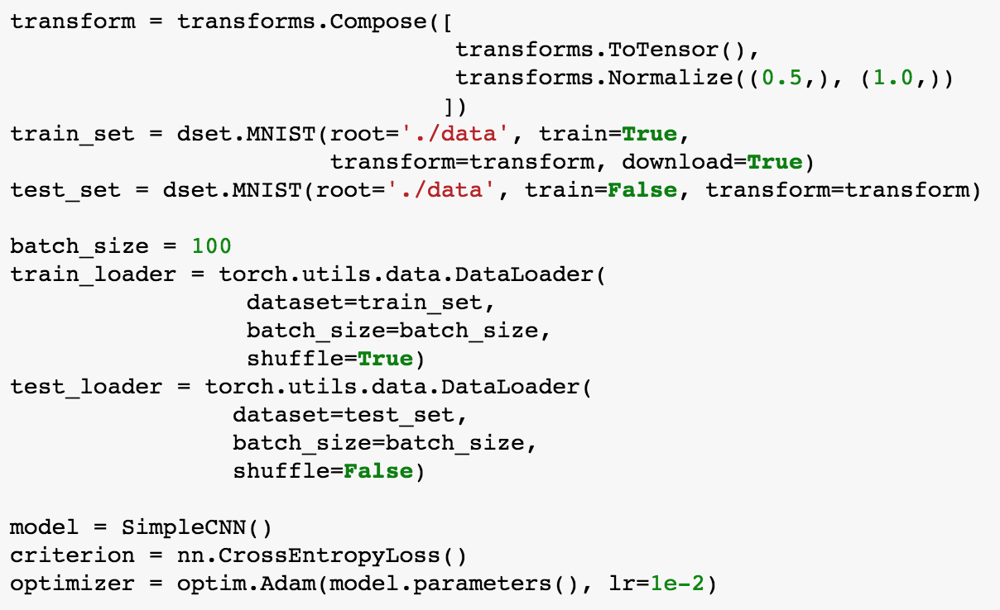 transform = transforms.Compose([
                                transforms.ToTensor(),
                                transforms.Normalize((0.5,), (1.0,))
                               ])
train_set = dset.MNIST(root='./data', train=True,
                       transform=transform, download=True)
test_set = dset.MNIST(root='./data', train=False, transform=transform)

batch_size = 100
train_loader = torch.utils.data.DataLoader(
                 dataset=train_set,
                 batch_size=batch_size,
                 shuffle=True)
test_loader = torch.utils.data.DataLoader(
                dataset=test_set,
                batch_size=batch_size,
                shuffle=False)

model = SimpleCNN()
criterion = nn.CrossEntropyLoss()
optimizer = optim.Adam(model.parameters(), lr=1e-2)